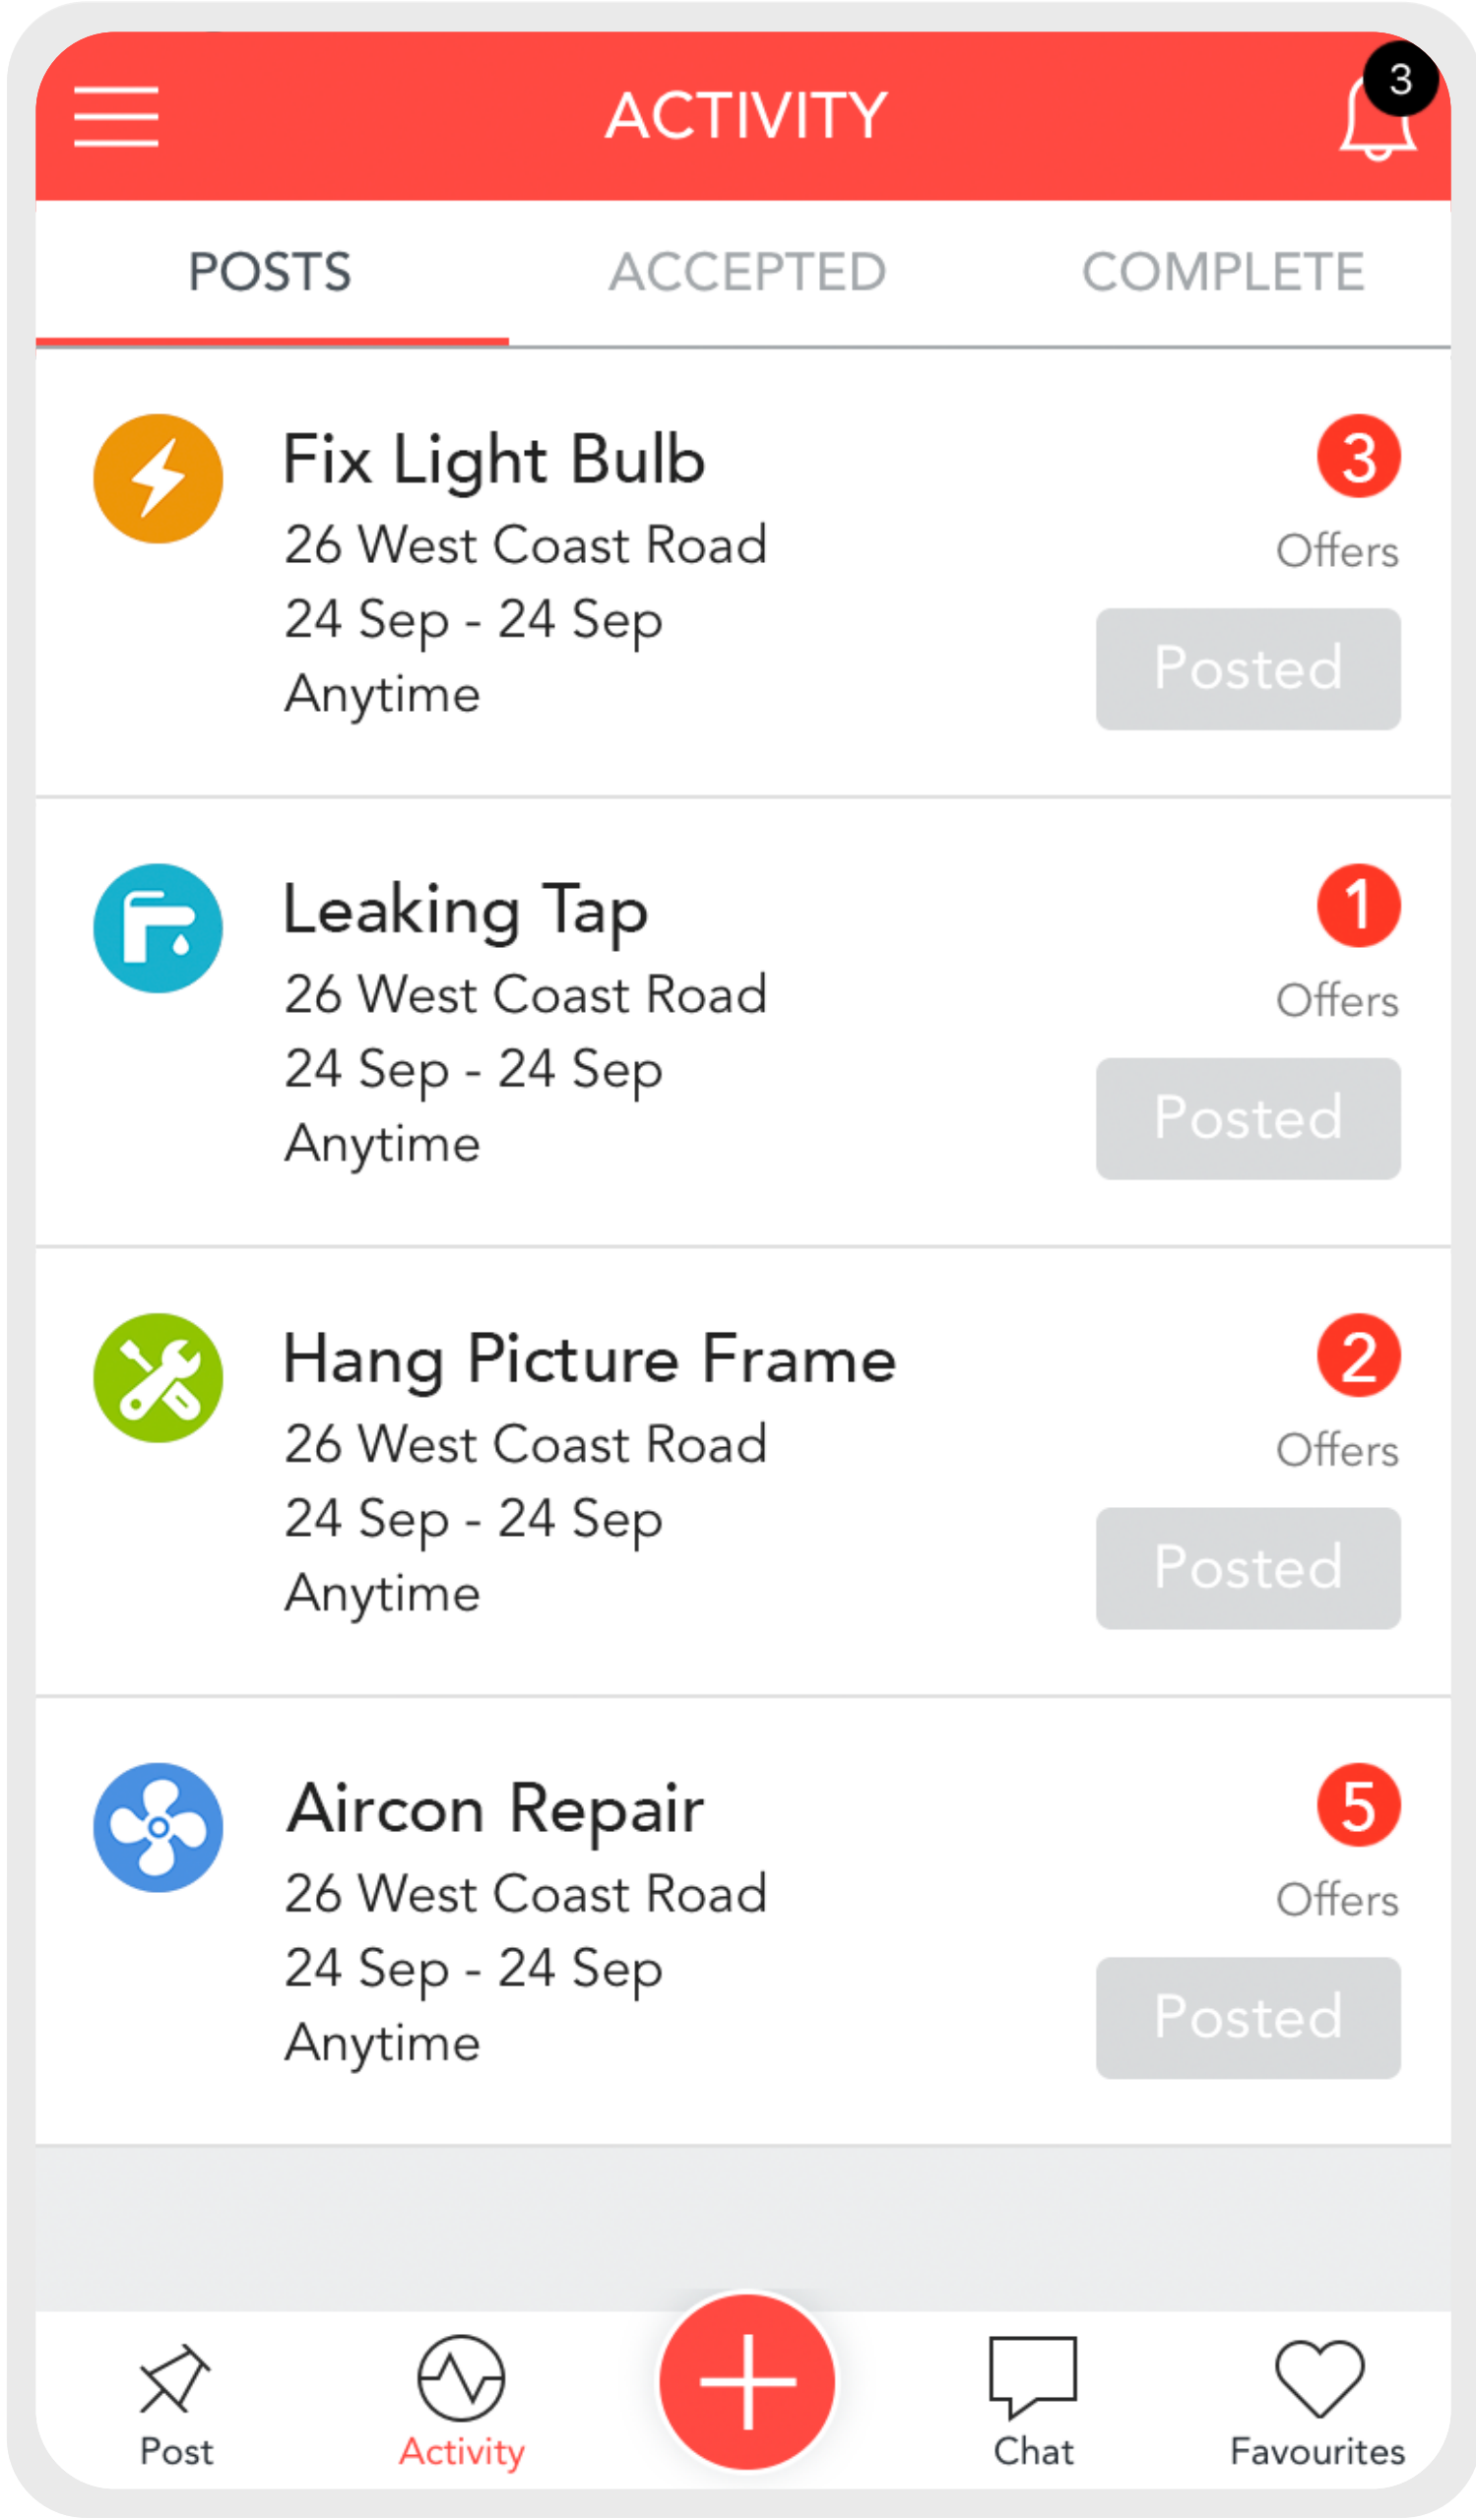 ACTIVITY
3
POSTS
ACCEPTED
COMPLETE
Fix Light Bulb
26 West Coast Road
24 Sep - 24 Sep
Anytime
3
Offers
Posted
Leaking Tap
26 West Coast Road
24 Sep - 24 Sep
Anytime
1
Offers
Posted
Hang Picture Frame
26 West Coast Road
24 Sep - 24 Sep
Anytime
2
Offers
Posted
Aircon Repair
26 West Coast Road
24 Sep - 24 Sep
Anytime
5
Offers
Posted
Post
Activity
Chat
Favourites